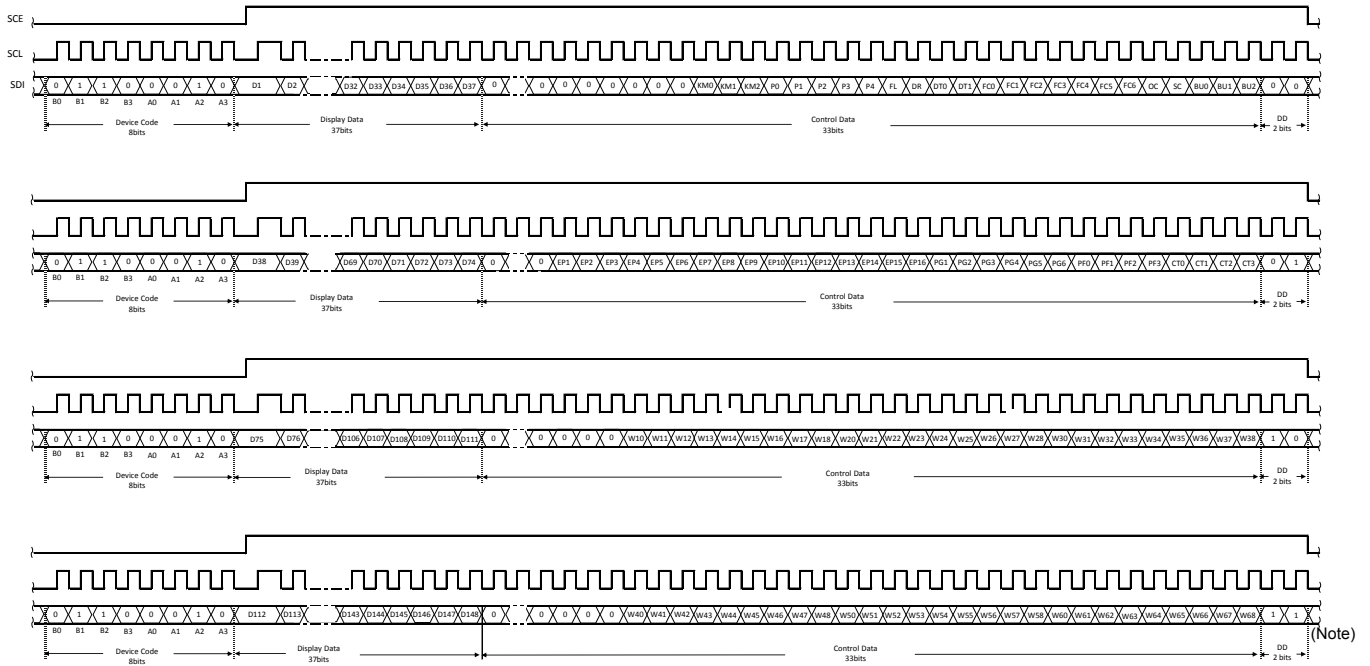 SCE
SCL
SDI
0 1 1 0 0 0 1 0 D1 D2 D32 D33 D34 D35 D36 D37 0 0 0 0 0 0 0 0 KM0 KM1 KM2 P0 P1 P2 P3 P4 FL DR DT0 DT1 FC0 FC1 FC2 FC3 FC4 FC5 FC6 OC SC BU0 BU1 BU2 0 0
B0 B1 B2 B3 A0 A1 A2 A3
Device Code
8bits
Display Data
37bits
Control Data
33bits
DD
2 bits
0 1 1 0 0 0 1 0 D38 D39 D69 D70 D71 D72 D73 D74 0 0 EP1 EP2 EP3 EP4 EP5 EP6 EP7 EP8 EP9 EP10 EP11 EP12 EP13 EP14 EP15 EP16 PG1 PG2 PG3 PG4 PG5 PG6 PF0 PF1 PF2 PF3 CT0 CT1 CT2 CT3 0 1
B0 B1 B2 B3 A0 A1 A2 A3
Device Code
8bits
Display Data
37bits
Control Data
33bits
DD
2 bits
0 1 1 0 0 0 1 0 D75 D76 D106 D107 D108 D109 D110 D111 0 0 0 0 0 W10 W11 W12 W13 W14 W15 W16 W17 W18 W20 W21 W22 W23 W24 W25 W26 W27 W28 W30 W31 W32 W33 W34 W35 W36 W37 W38 1 0
B0 B1 B2 B3 A0 A1 A2 A3
Device Code
8bits
Display Data
37bits
Control Data
33bits
DD
2 bits
0 1 1 0 0 0 1 0 D112 D113 D143 D144 D145 D146 D147 D148 0 0 0 0 0 W40 W41 W42 W43 W44 W45 W46 W47 W48 W50 W51 W52 W53 W54 W55 W56 W57 W58 W60 W61 W62 W63 W64 W65 W66 W67 W68 1 1
(Note)
B0 B1 B2 B3 A0 A1 A2 A3
Device Code
8bits
Display Data
37bits
Control Data
33bits
DD
2 bits